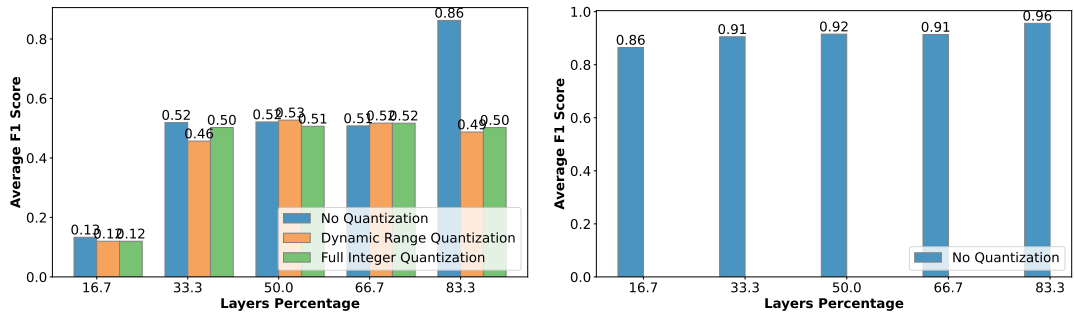 Average F1 Score
0.8
0.6
0.4
0.2
0.0
0.13 0.12 0.12
0.52 0.46 0.50
0.52 0.53 0.51
0.51 0.52 0.52
0.86 0.49 0.50
No Quantization
Dynamic Range Quantization
Full Integer Quantization
16.7 33.3 50.0 66.7 83.3
Layers Percentage
Average F1 Score
1.0
0.8
0.6
0.4
0.2
0.0
0.86 0.91 0.92 0.91 0.96
No Quantization
16.7 33.3 50.0 66.7 83.3
Layers Percentage